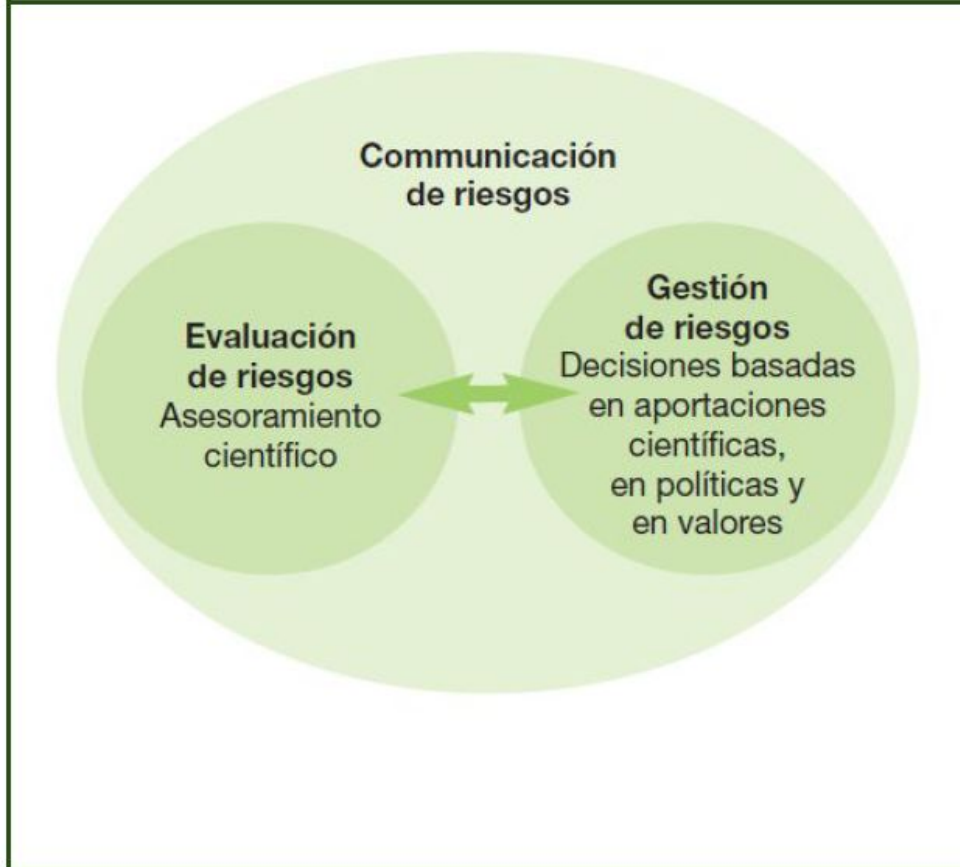 Communicación
de riesgos
Evaluación
de riesgos
Asesoramiento
científico
Gestión
de riesgos
Decisiones basadas
en aportaciones
científicas,
en políticas y
en valores